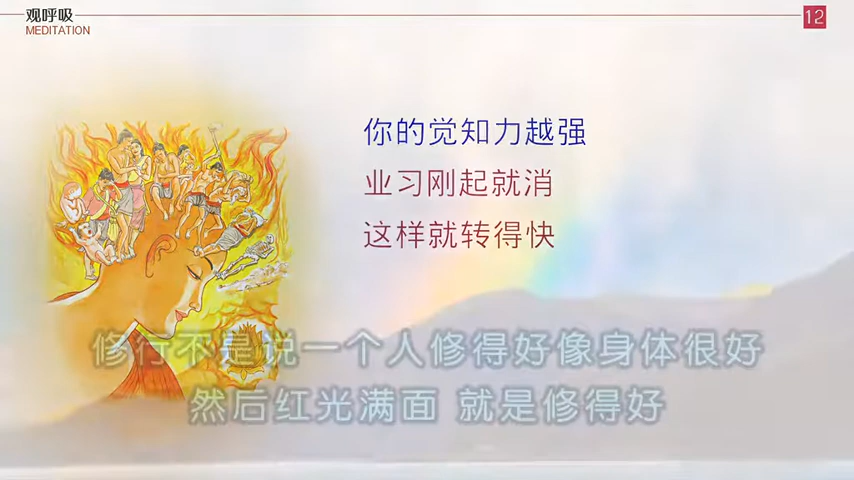 观呼吸
MEDITATION
12
你的觉知力越强
业习刚起就消
这样就转得快
修行不是说一个人修得好像身体很好
然后红光满面 就是修得好